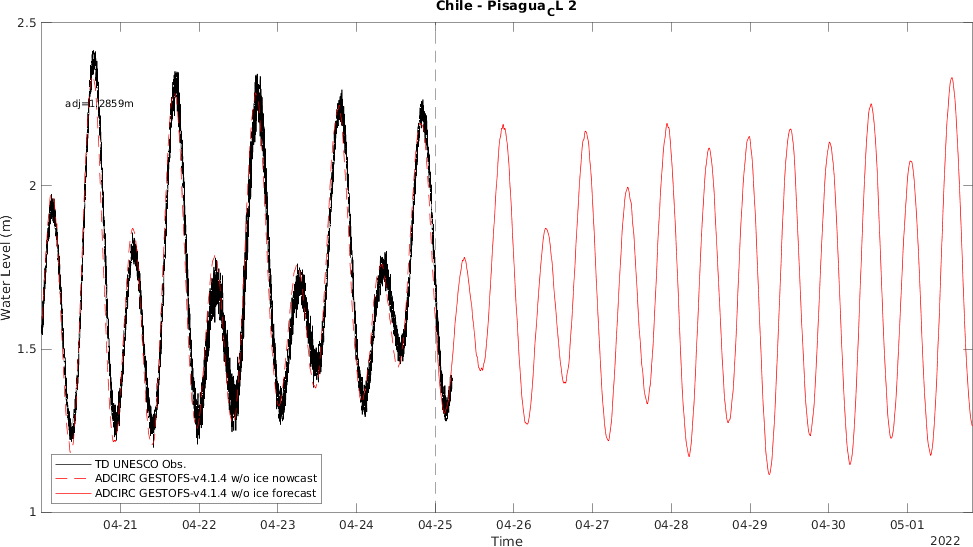 Chile - Pisagua_CL 2
2.5
adj=1.2859m
2
Water Level (m)
1.5
TD UNESCO Obs.
ADCIRC GESTOFS-v4.1.4 w/o ice nowcast
ADCIRC GESTOFS-v4.1.4 w/o ice forecast
1
04-21 04-22 04-23 04-24 04-25 04-26 04-27 04-28 04-29 04-30 05-01
Time
2022